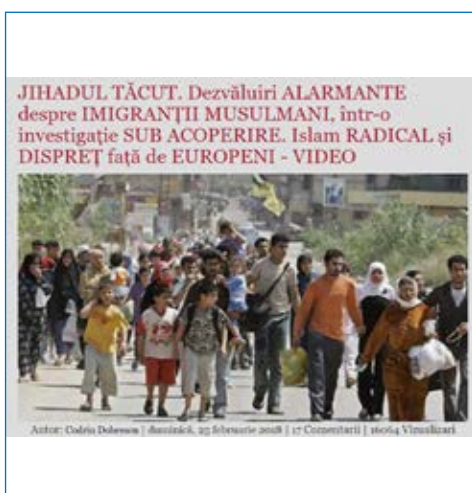 JIHADUL TĂCUT. Dezvăluiri ALARMANTE
despre IMIGRANȚII MUSULMANI, într-o
investigație SUB ACOPERIRE. Islam RADICAL și
DISPREȚ față de EUROPENI - VIDEO
Autor: Codrin Dobrescu | duminică, 25 februarie 2018 | 17 Comentarii | 16064 Vizualizari